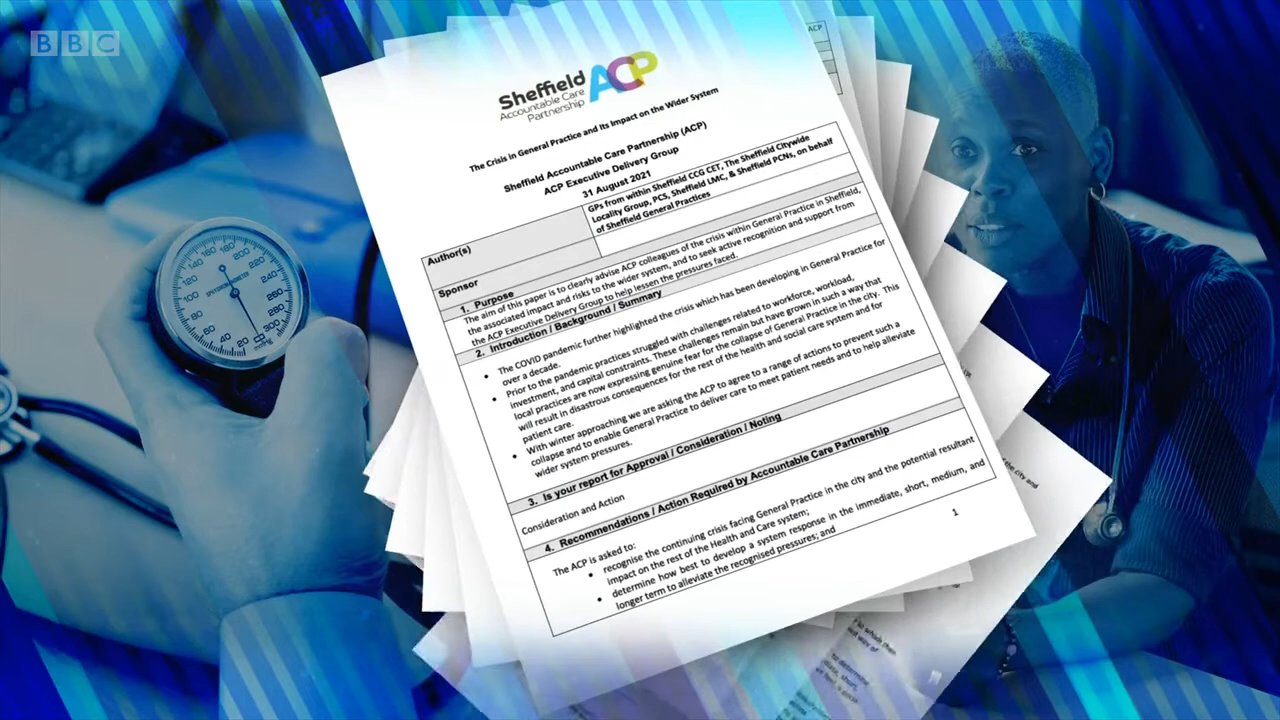 BBC
ACP
Sheffield
Accountable Care
Partnership
ACP
The Crisis in General Practice and Its Impact on the Wider System
Sheffield Accountable Care Partnership (ACP)
ACP Executive Delivery Group
31 August 2021
Author(s)
GPs from within Sheffield CCG CET, The Sheffield Citywide
Locality Group, PCS, Sheffield LMC, & Sheffield PCNs, on behalf
of Sheffield General Practices
Sponsor
1. Purpose
The aim of this paper is to clearly advise ACP colleagues of the crisis within General Practice in Sheffield,
the associated impact and risks to the wider system, and to seek active recognition and support from
the ACP Executive Delivery Group to help lessen the pressures faced.
2. Introduction / Background / Summary
• The COVID pandemic further highlighted the crisis which has been developing in General Practice for
over a decade.
• Prior to the pandemic practices struggled with challenges related to workforce, workload,
investment, and capital constraints. These challenges remain but have grown in such a way that
local practices are now expressing genuine fear for the collapse of General Practice in the city. This
will result in disastrous consequences for the rest of the health and social care system and for
patient care.
• With winter approaching we are asking the ACP to agree to a range of actions to prevent such a
collapse and to enable General Practice to deliver care to meet patient needs and to help alleviate
wider system pressures.
3. Is your report for Approval / Consideration / Noting
Consideration and Action
4. Recommendations / Action Required by Accountable Care Partnership
The ACP is asked to:
• recognise the continuing crisis facing General Practice in the city and the potential resultant
impact on the rest of the Health and Care system;
• determine how best to develop a system response in the immediate, short, medium, and
longer term to alleviate the recognised pressures; and
1